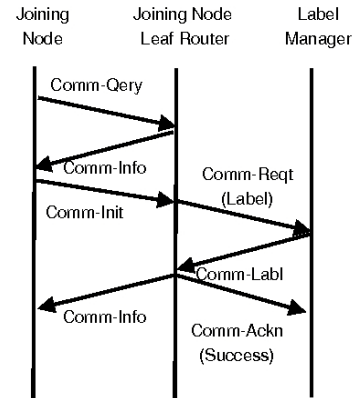 Joining
Node
Joining Node
Leaf Router
Label
Manager
Comm-Qery
Comm-Info
Comm-Reqt
(Label)
Comm-Init
Comm-Labl
Comm-Info
Comm-Ackn
(Success)